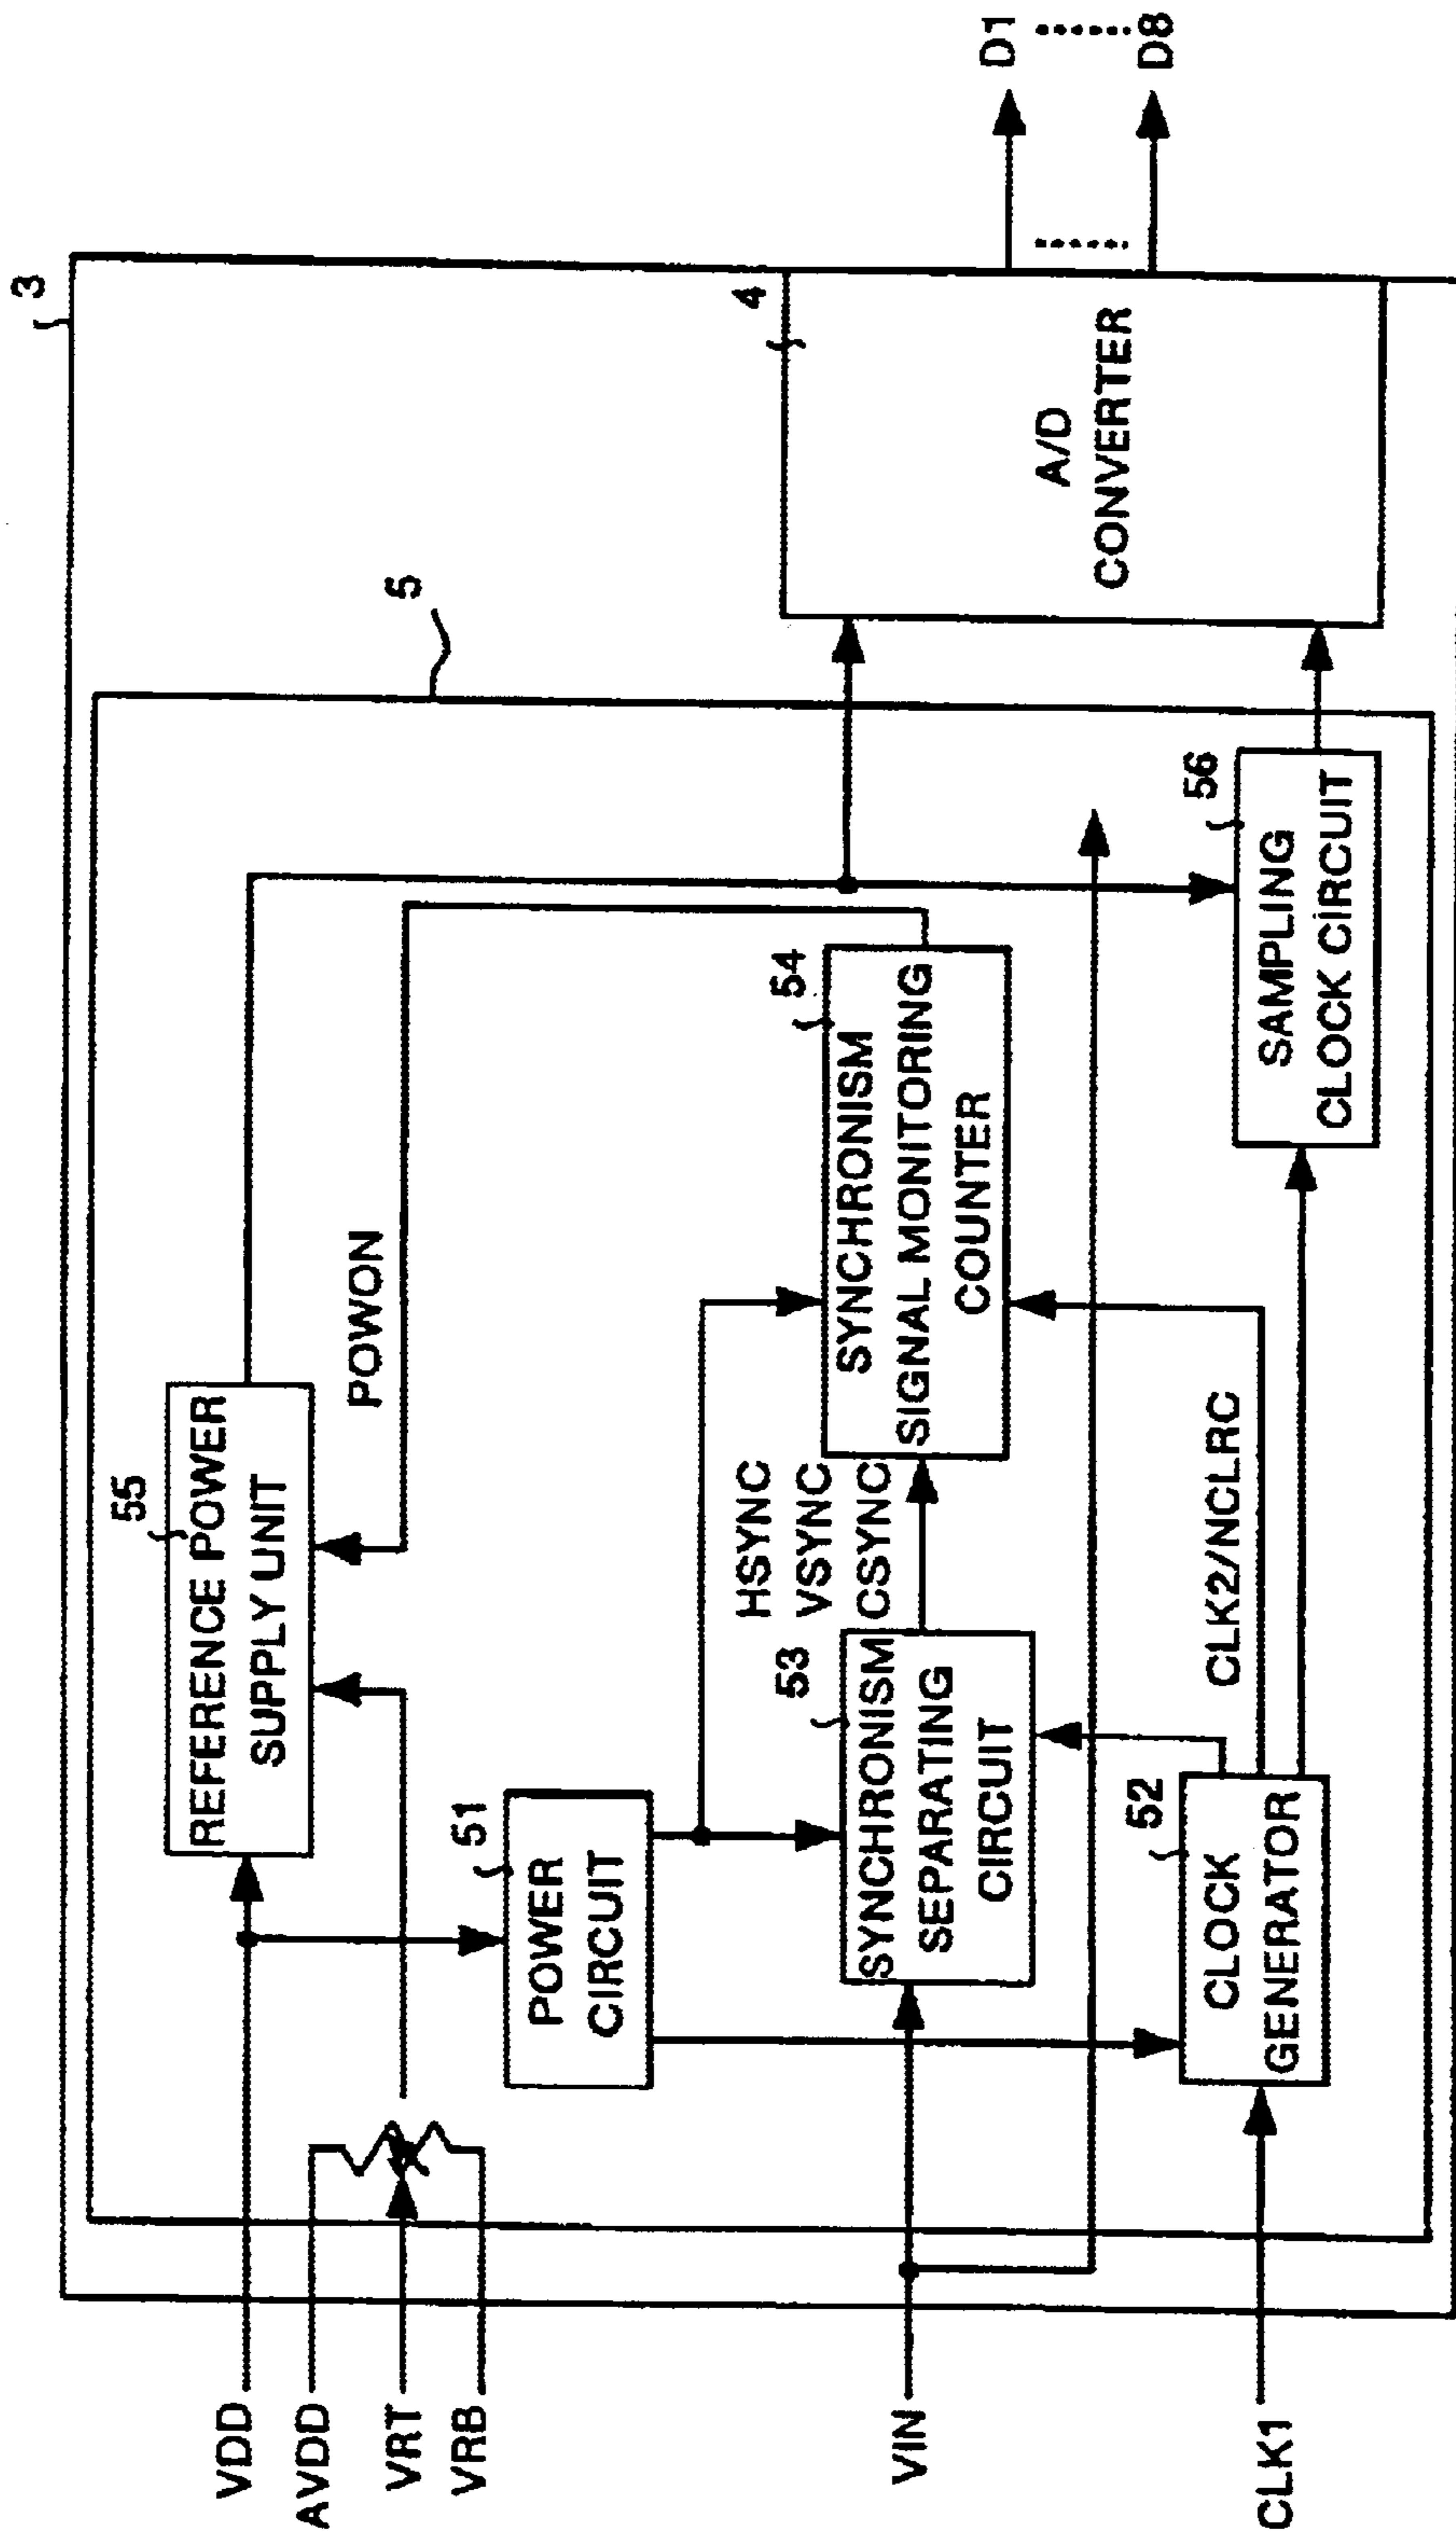 3
5
4
55
REFERENCE POWER
SUPPLY UNIT
POWON
51
POWER
CIRCUIT
HSYNC
VSYNC
CSYNC
54
SYNCHRONISM
SIGNAL MONITORING
COUNTER
53
SYNCHRONISM
SEPARATING
CIRCUIT
52
CLOCK
GENERATOR
CLK2/NCLRC
56
SAMPLING
CLOCK CIRCUIT
A/D
CONVERTER
D1
D8
VDD
AVDD
VRT
VRB
VIN
CLK1